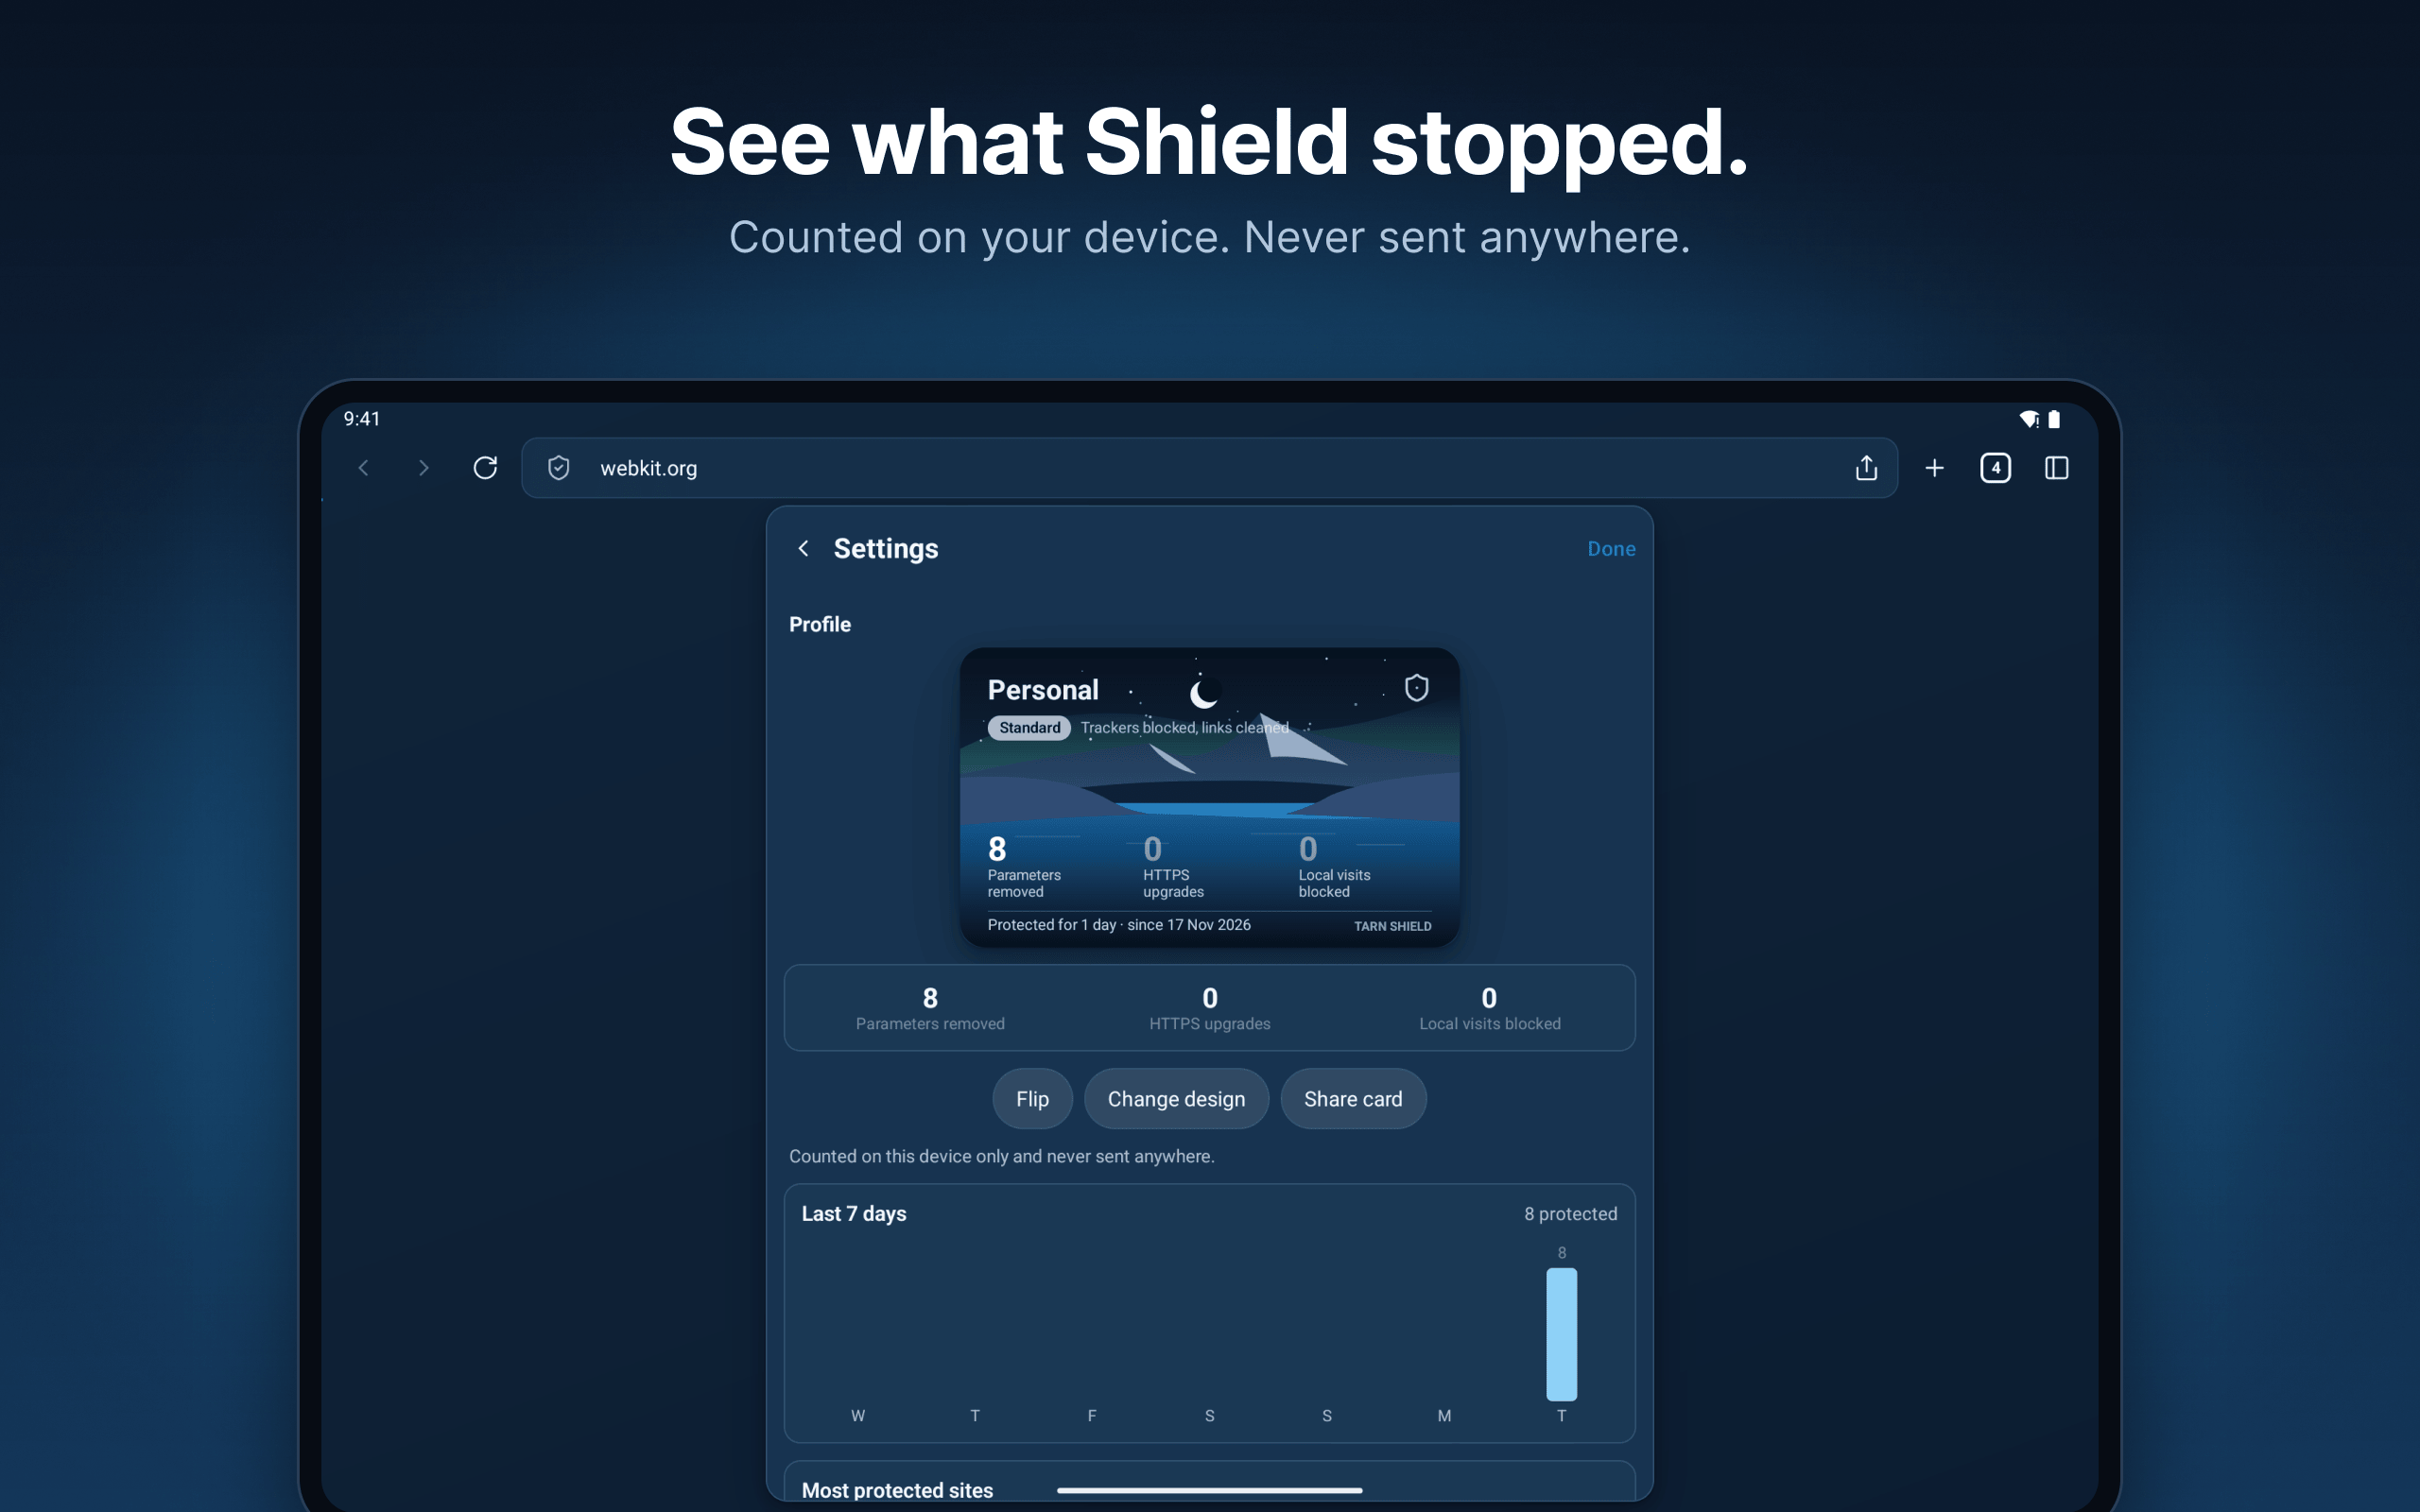 See what Shield stopped.
Counted on your device. Never sent anywhere.
9:41
webkit.org
4
Settings
Done
Profile
Personal
Standard Trackers blocked, links cleaned
8 0 0
Parameters removed
HTTPS upgrades
Local visits blocked
Protected for 1 day · since 17 Nov 2026
TARN SHIELD
8 0 0
Parameters removed HTTPS upgrades Local visits blocked
Flip Change design Share card
Counted on this device only and never sent anywhere.
Last 7 days 8 protected
8
W T F S S M T
Most protected sites